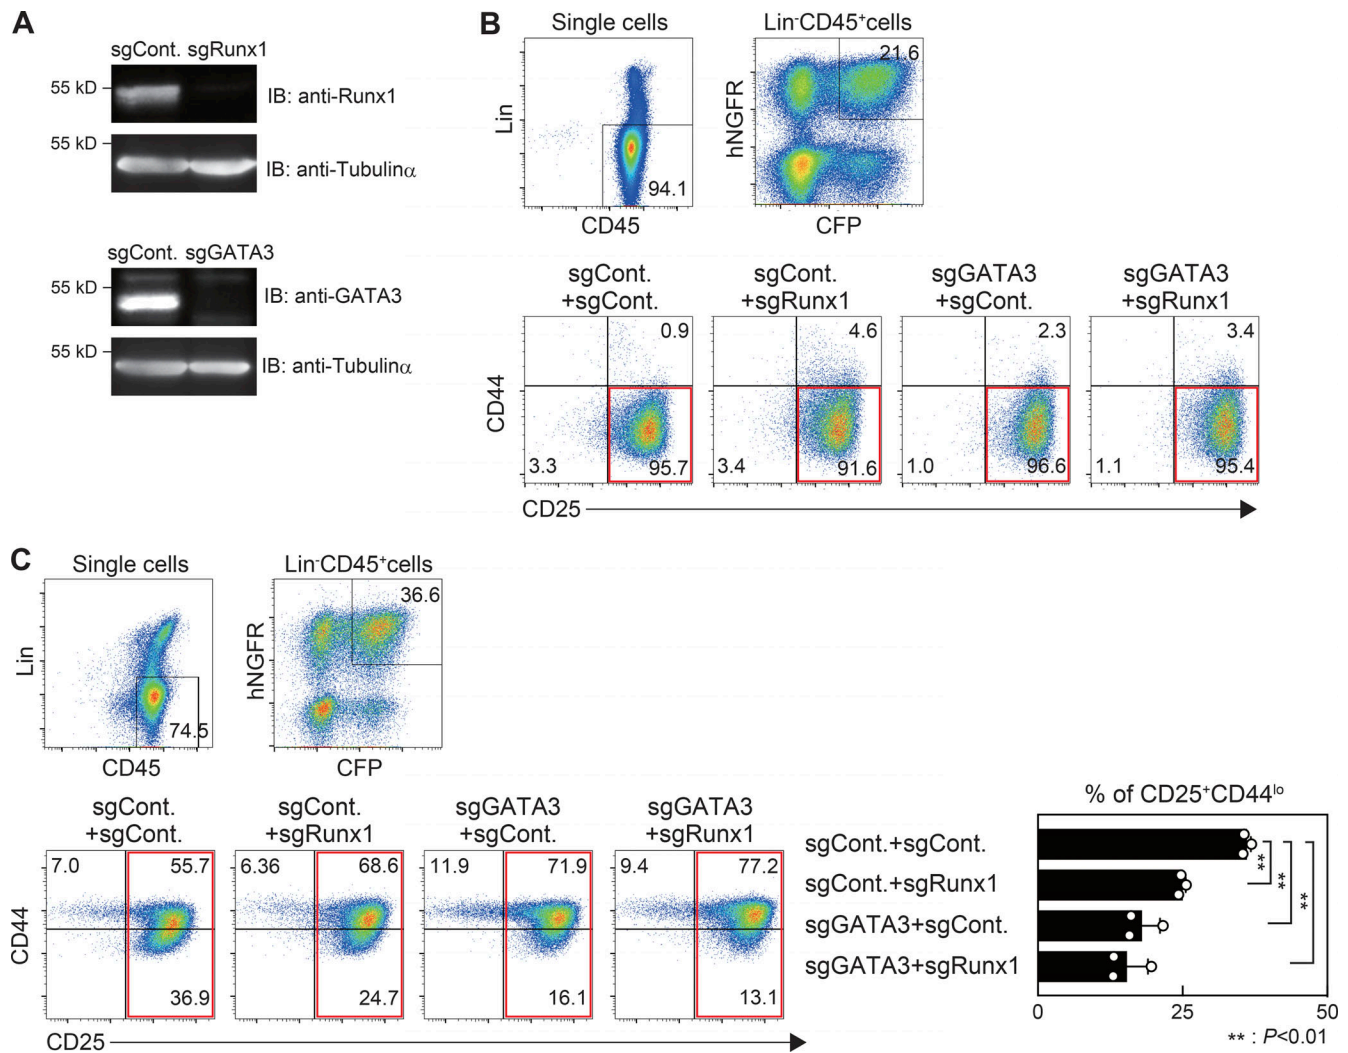 A
sgCont. sgRunx1
55 kD
IB: anti-Runx1
55 kD
IB: anti-Tubulinα
sgCont. sgGATA3
55 kD
IB: anti-GATA3
55 kD
IB: anti-Tubulinα
B
Single cells
Lin
94.1
CD45
Lin-CD45+cells
hNGFR
21.6
CFP
sgCont.
+sgCont.
sgCont.
+sgRunx1
sgGATA3
+sgCont.
sgGATA3
+sgRunx1
CD44
0.9
3.3
95.7
4.6
3.4
91.6
2.3
1.0
96.6
3.4
1.1
95.4
CD25
C
Single cells
Lin
74.5
CD45
Lin-CD45+cells
hNGFR
36.6
CFP
sgCont.
+sgCont.
sgCont.
+sgRunx1
sgGATA3
+sgCont.
sgGATA3
+sgRunx1
CD44
7.0
55.7
36.9
6.36
68.6
24.7
11.9
71.9
16.1
9.4
77.2
13.1
CD25
% of CD25+CD44lo
sgCont.+sgCont.
sgCont.+sgRunx1
sgGATA3+sgCont.
sgGATA3+sgRunx1
**
**
**
0 25 50
** : P<0.01